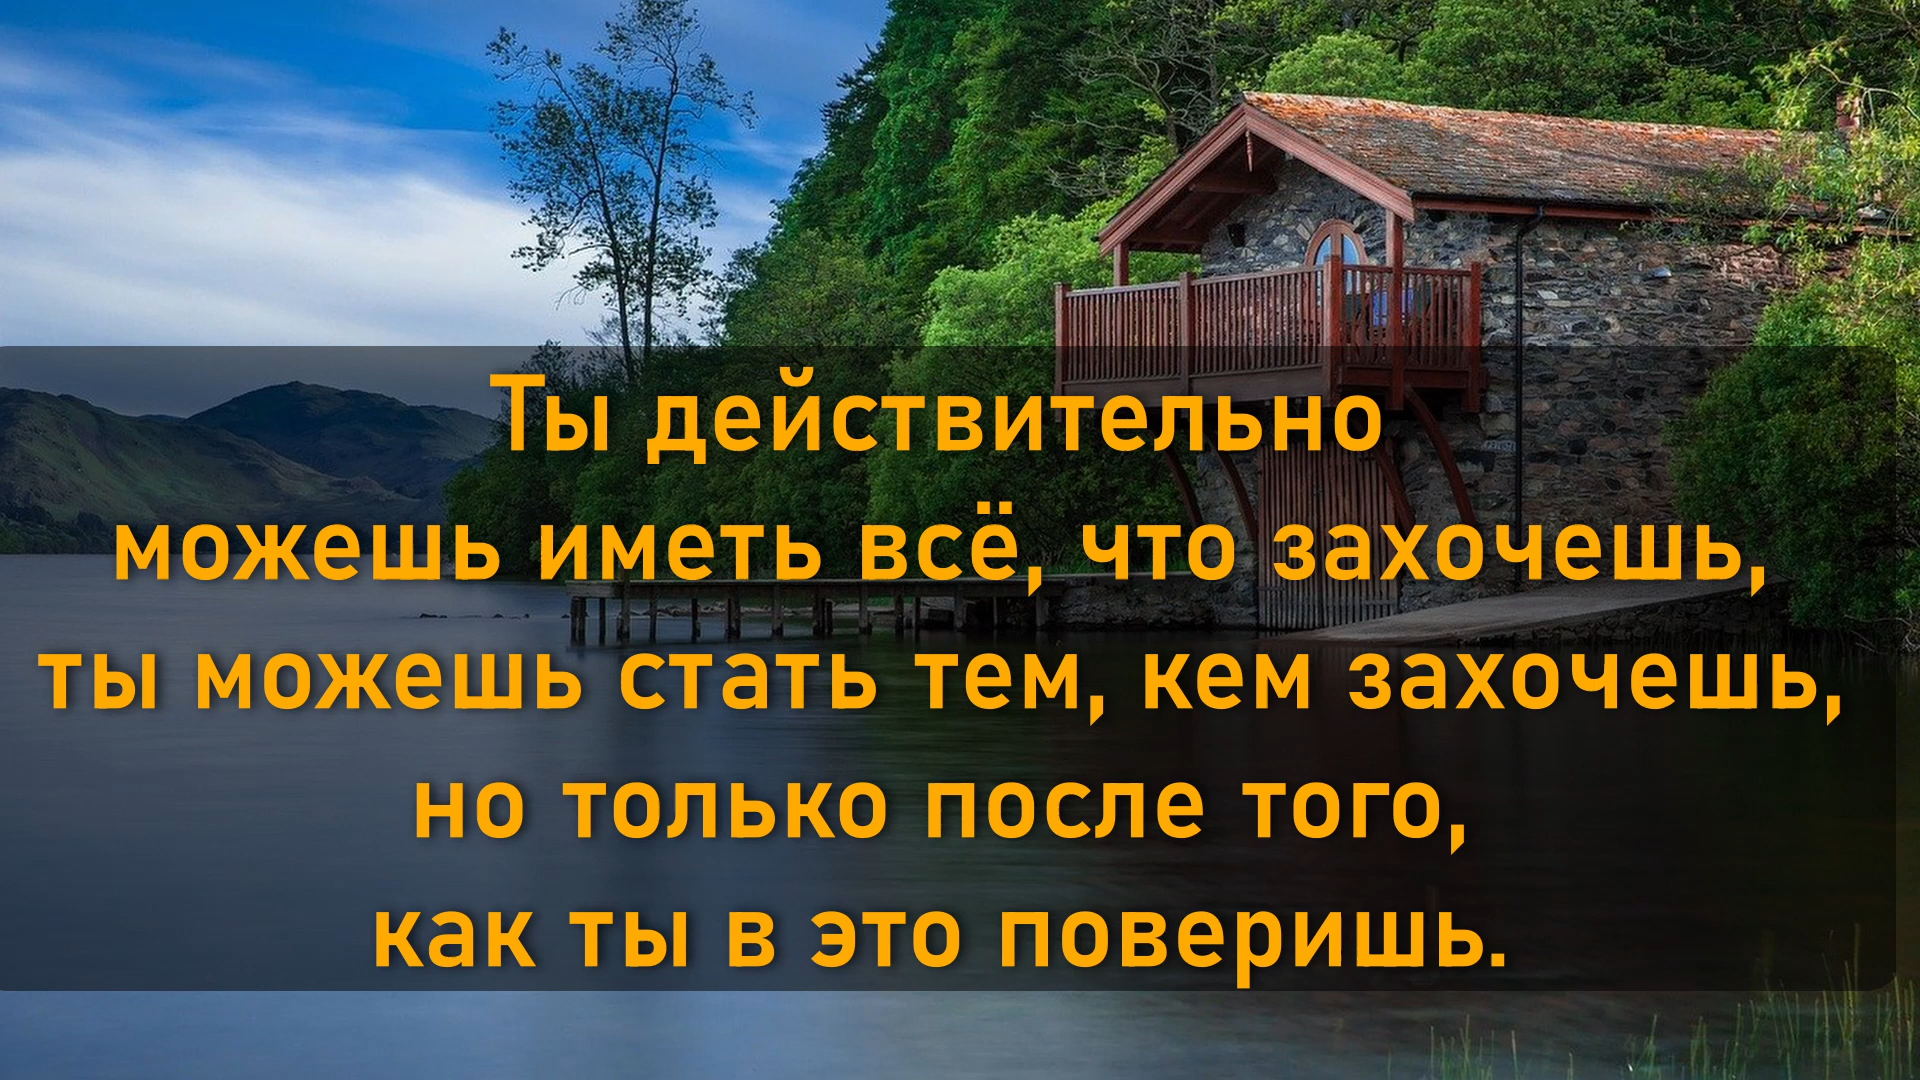 Ты действительно
можешь иметь всё, что захочешь,
ты можешь стать тем, кем захочешь,
но только после того,
как ты в это поверишь.